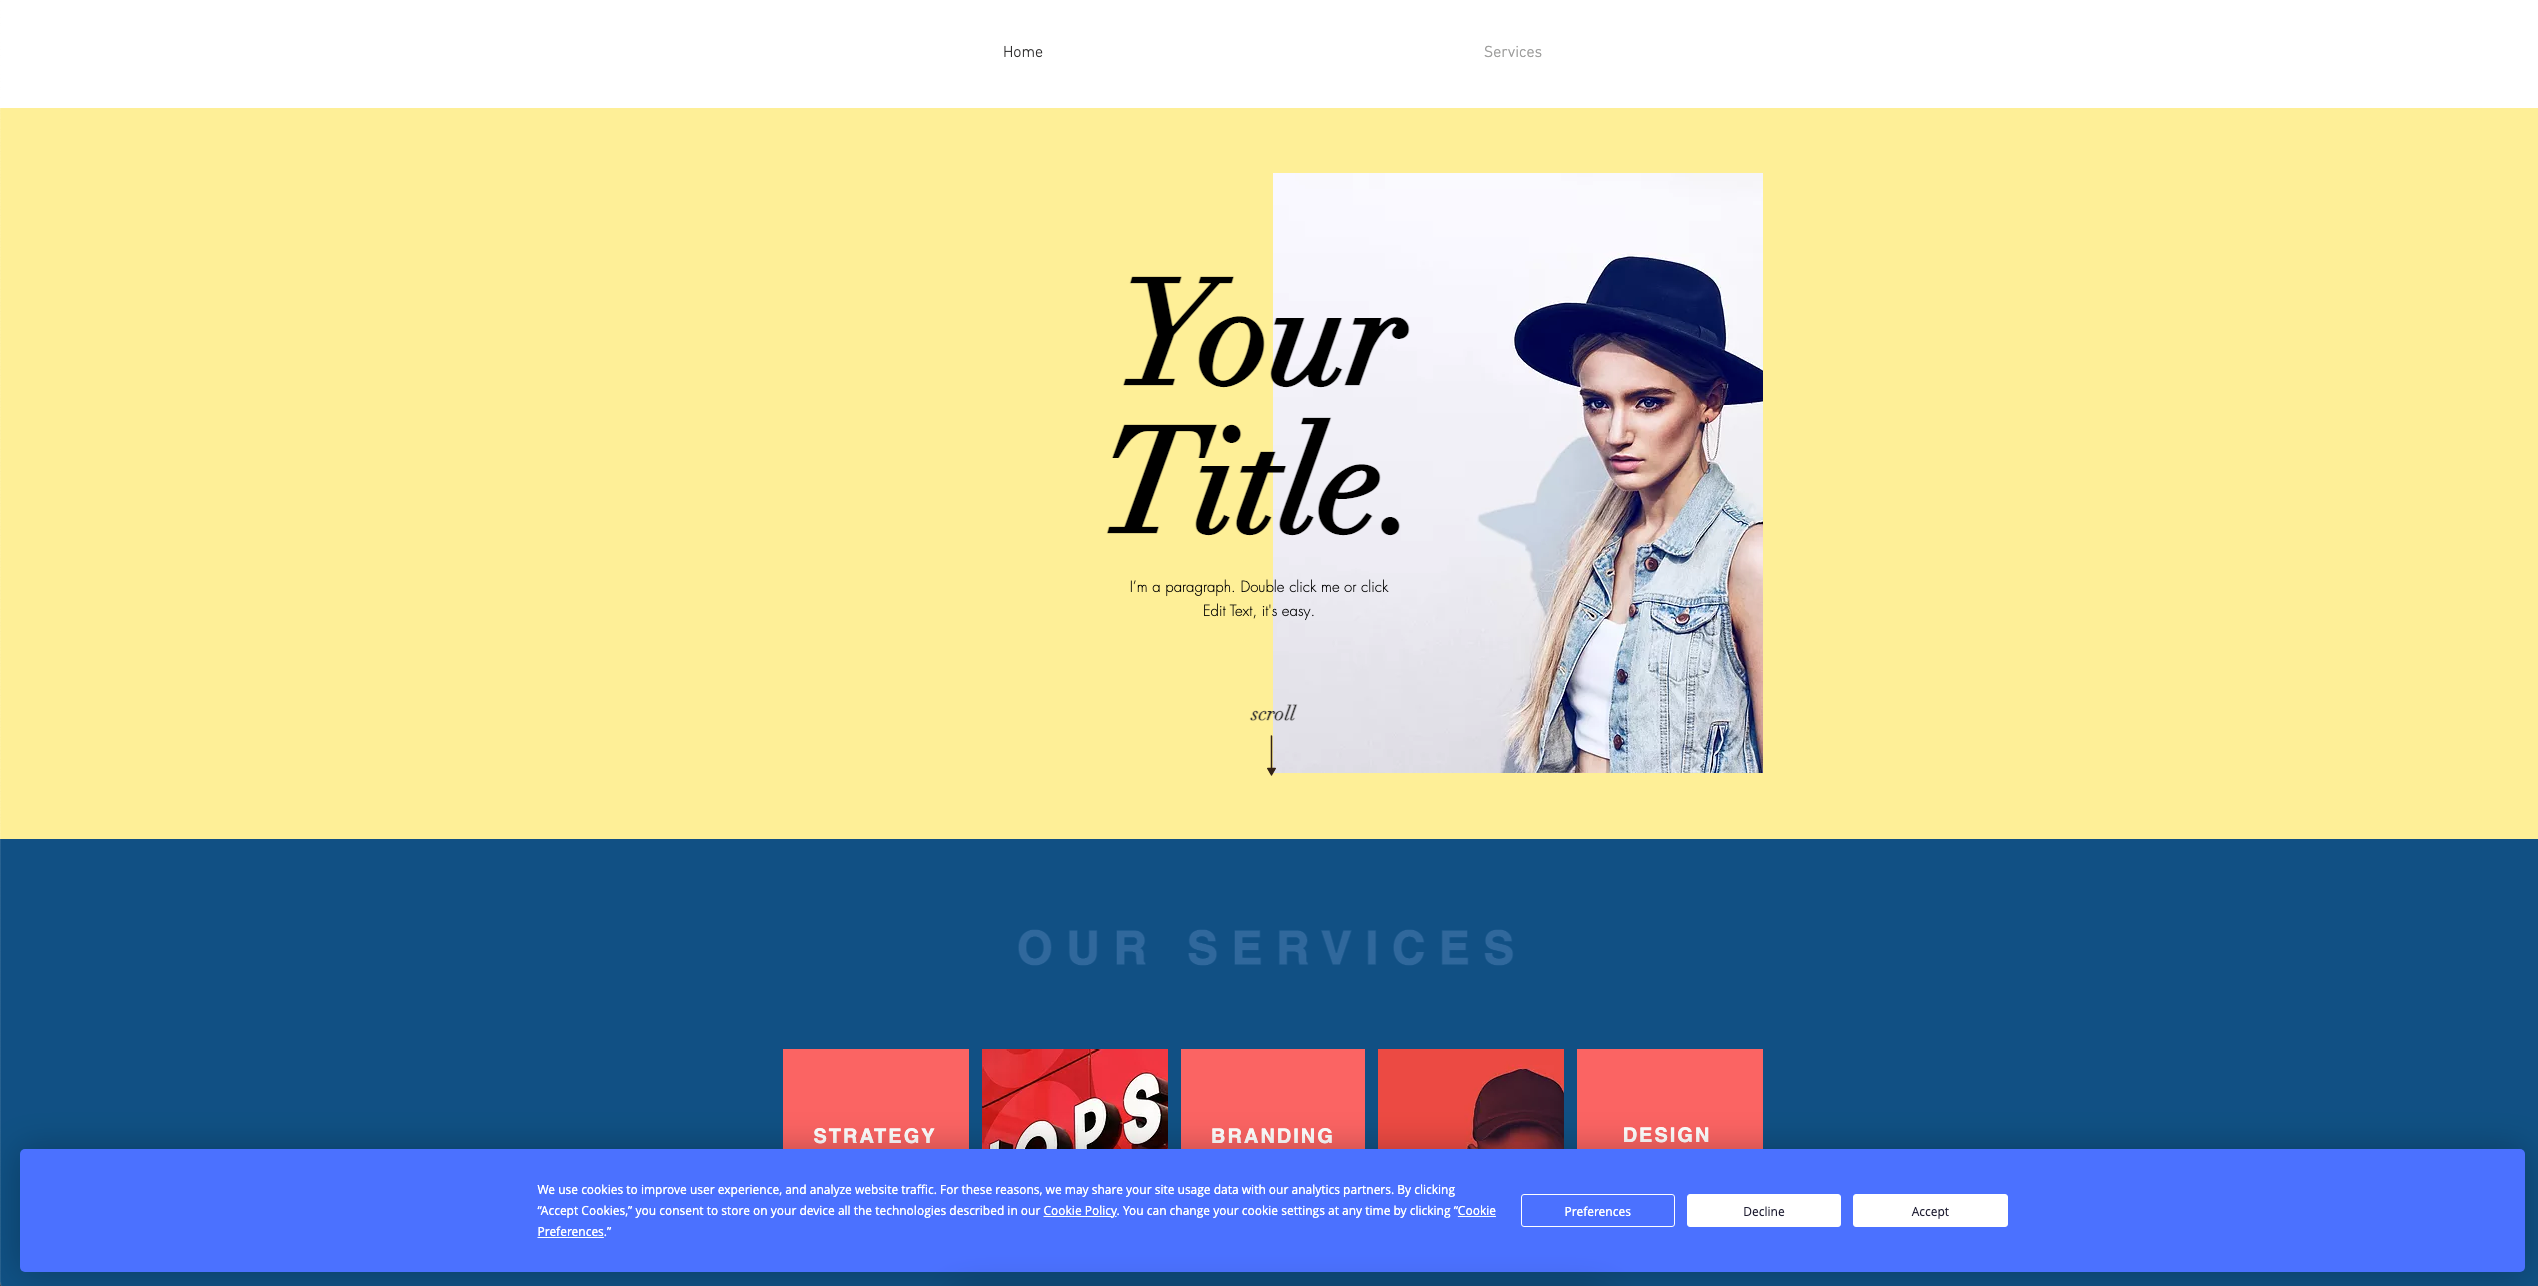 Home
Services
Your
Title.
I'm a paragraph. Double click me or click
Edit Text, it's easy.
scroll
OUR SERVICES
STRATEGY
BRANDING
DESIGN
We use cookies to improve user experience, and analyze website traffic. For these reasons, we may share your site usage data with our analytics partners. By clicking
“Accept Cookies,” you consent to store on your device all the technologies described in our Cookie Policy. You can change your cookie settings at any time by clicking “Cookie
Preferences.”
Preferences
Decline
Accept